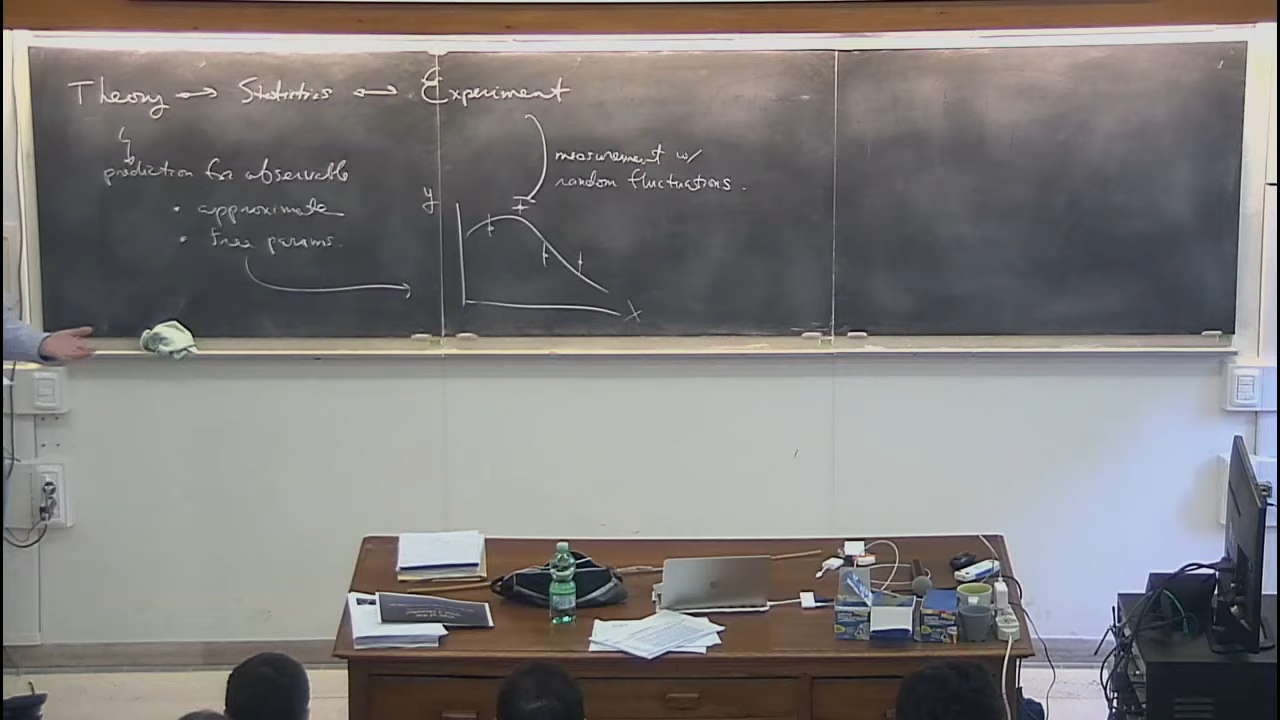 Theory ↔ Statistics ↔ Experiment
prediction for observable
• approximate
• free params.
measurement w/
random fluctuations.
y
x